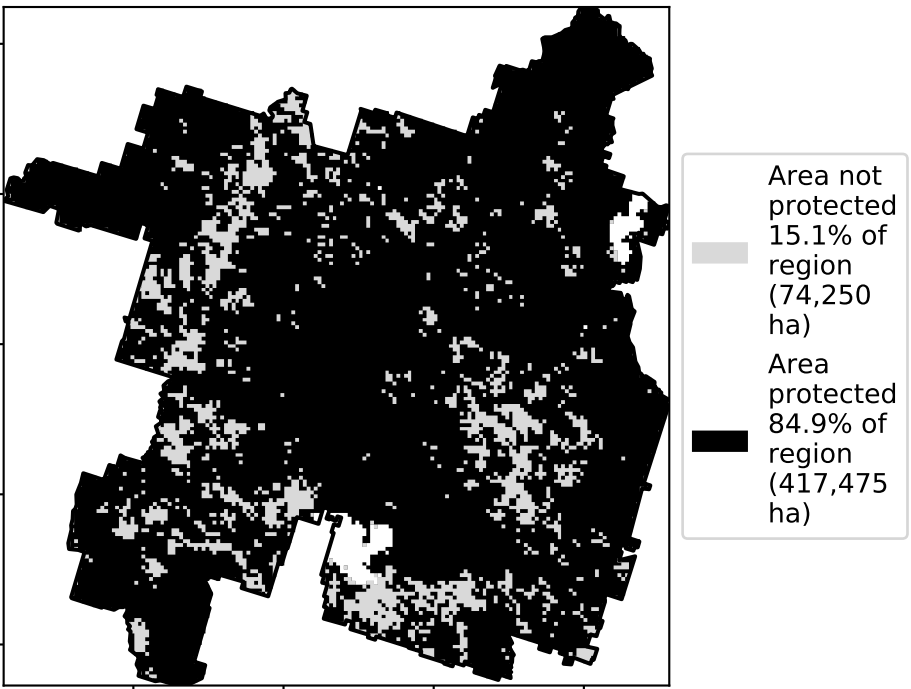 Area not
protected
15.1% of
region
(74,250
ha)
Area
protected
84.9% of
region
(417,475
ha)